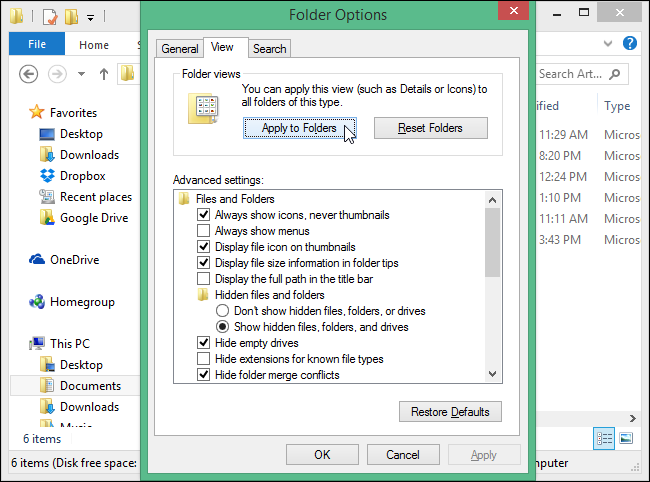 Folder Options
File
Home
General
View
Search
Search Art...
Folder views
You can apply this view (such as Details or Icons) to
all folders of this type.
Apply to Folders
Reset Folders
Advanced settings:
Files and Folders
Always show icons, never thumbnails
Always show menus
Display file icon on thumbnails
Display file size information in folder tips
Display the full path in the title bar
Hidden files and folders
Don't show hidden files, folders, or drives
Show hidden files, folders, and drives
Hide empty drives
Hide extensions for known file types
Hide folder merge conflicts
Restore Defaults
OK
Cancel
Apply
Favorites
Desktop
Downloads
Dropbox
Recent places
Google Drive
OneDrive
Homegroup
This PC
Desktop
Documents
Downloads
Music
ified
11:29 AM Micros
8:20 PM Micros
12:24 PM Micros
1:10 PM Micros
11:11 AM Micros
3:43 PM Micros
6 items
6 items (Disk free space:
mputer